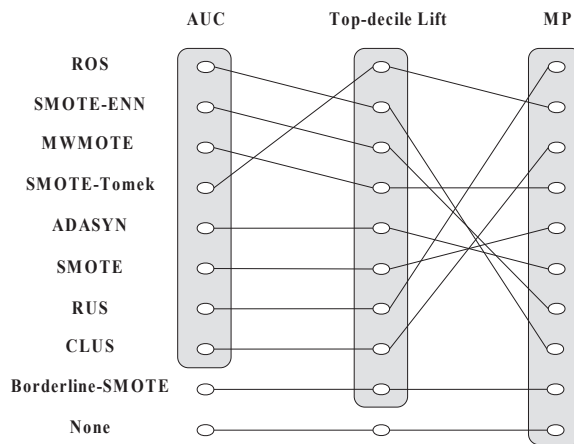 AUC Top-decile Lift MP
ROS
SMOTE-ENN
MWMOTE
SMOTE-Tomek
ADASYN
SMOTE
RUS
CLUS
Borderline-SMOTE
None